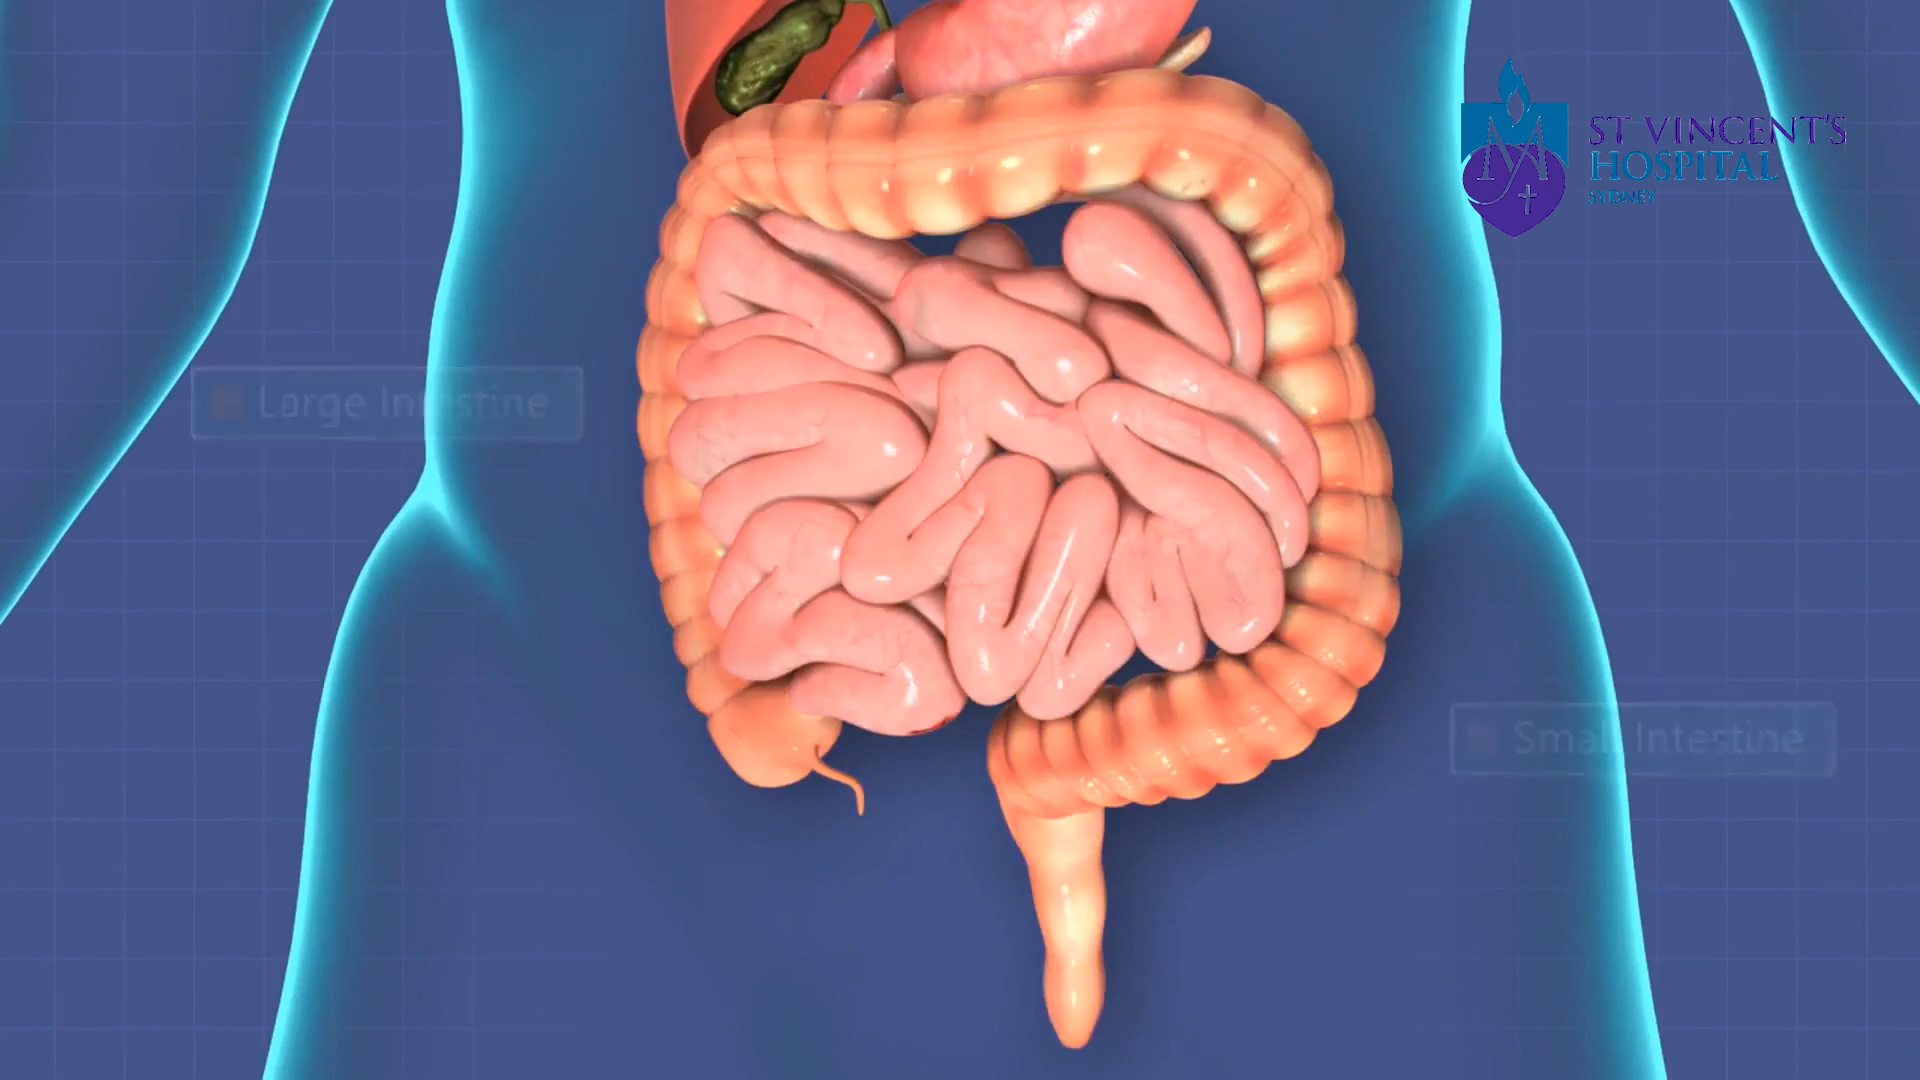 ST VINCENT'S
HOSPITAL
SYDNEY
Large Intestine
Small Intestine